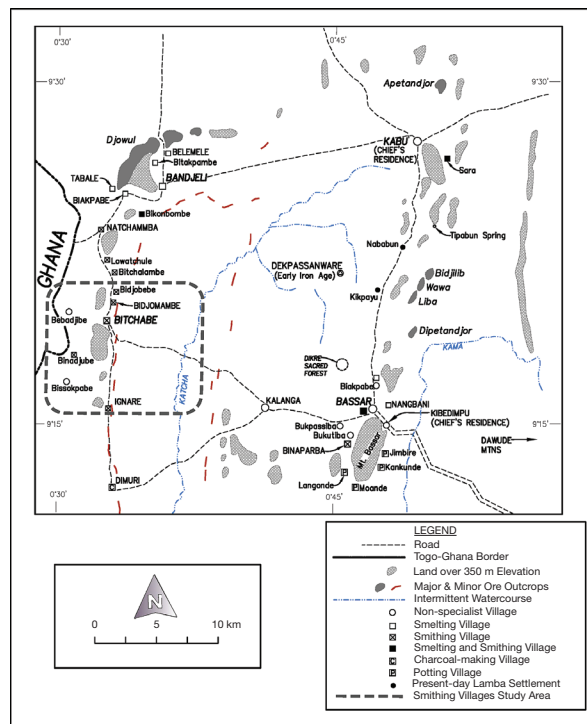 0°30'
0°45'
9°30'
9°30'
Apetandjor
Djowul
BELEMELE
Bitakpambe
KABU
(CHIEF'S
RESIDENCE)
Sara
TABALE
BANDJELI
BIAKPABE
Bikonbombe
NATCHAMMBA
Tipabun Spring
Nababun
GHANA
Lowatchule
Bitchalambe
DEKPASSANWARE
(Early Iron Age)
Bidjilib
Wawa
Liba
Bidjobebe
BIDJOMAMBE
Kikpayu
Bebadjibe
BITCHABE
Dipetandjor
Binadjube
KATCHA
DIKRE
SACRED
FOREST
KAMA
Bissakpabe
Biakpabe
IGNARE
KALANGA
BASSAR
NANGBANI
9°15'
9°15'
KIBEDIMPU
(CHIEF'S RESIDENCE)
Bukpassiba
Bukutiba
DAWUDE
MTNS
BINAPARBA
Mt. Bassar
Jimbire
Kankunde
Langonde
Moande
DIMURI
0°30'
0°45'
LEGEND
Road
Togo-Ghana Border
Land over 350 m Elevation
Major & Minor Ore Outcrops
Intermittent Watercourse
Non-specialist Village
Smelting Village
Smithing Village
Smelting and Smithing Village
Charcoal-making Village
P Potting Village
Present-day Lamba Settlement
Smithing Villages Study Area
N
0 5 10 km